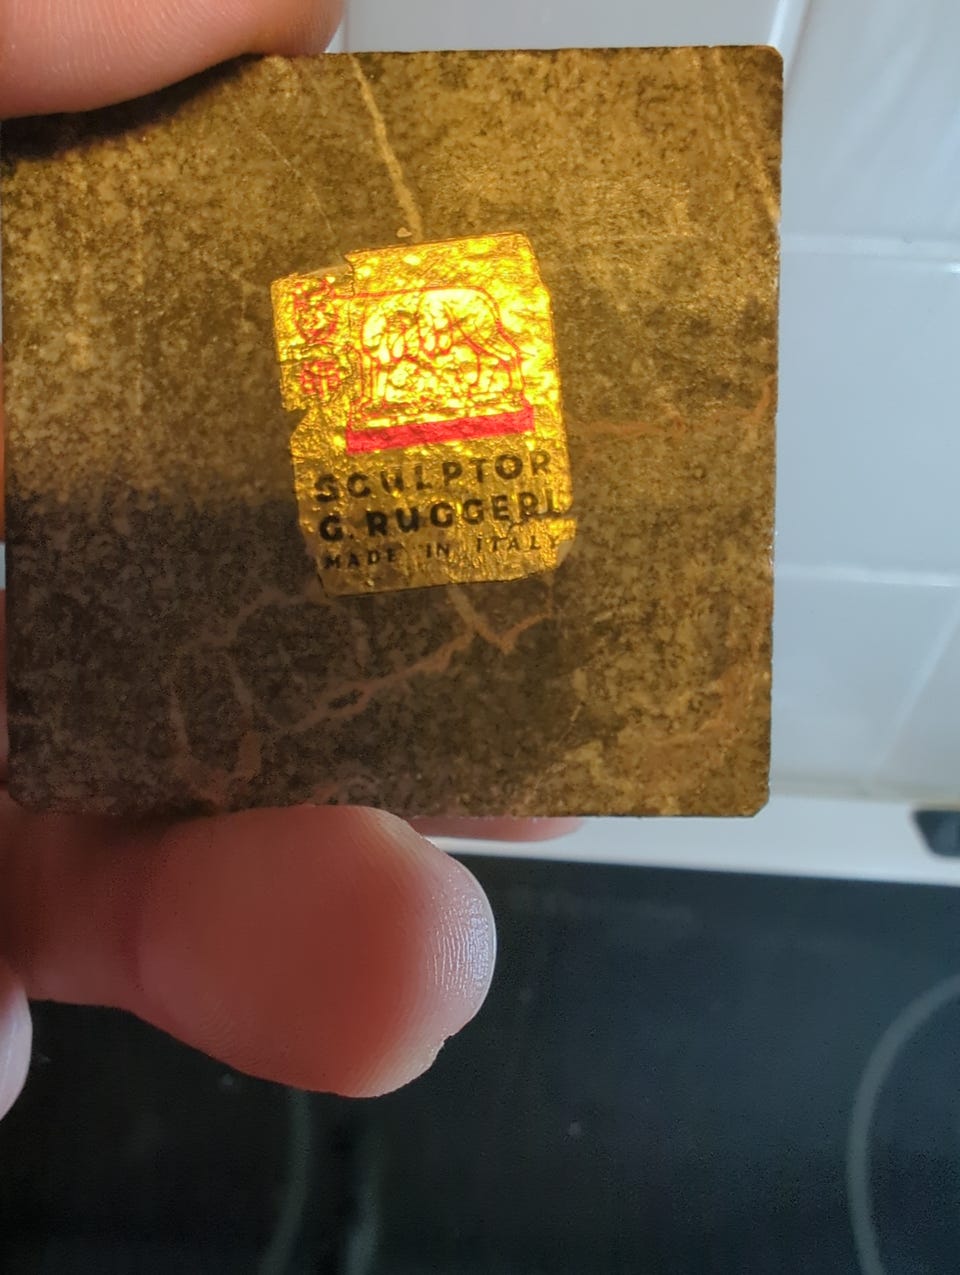 SCULPTOR
G. RUGGERI
MADE IN ITALY